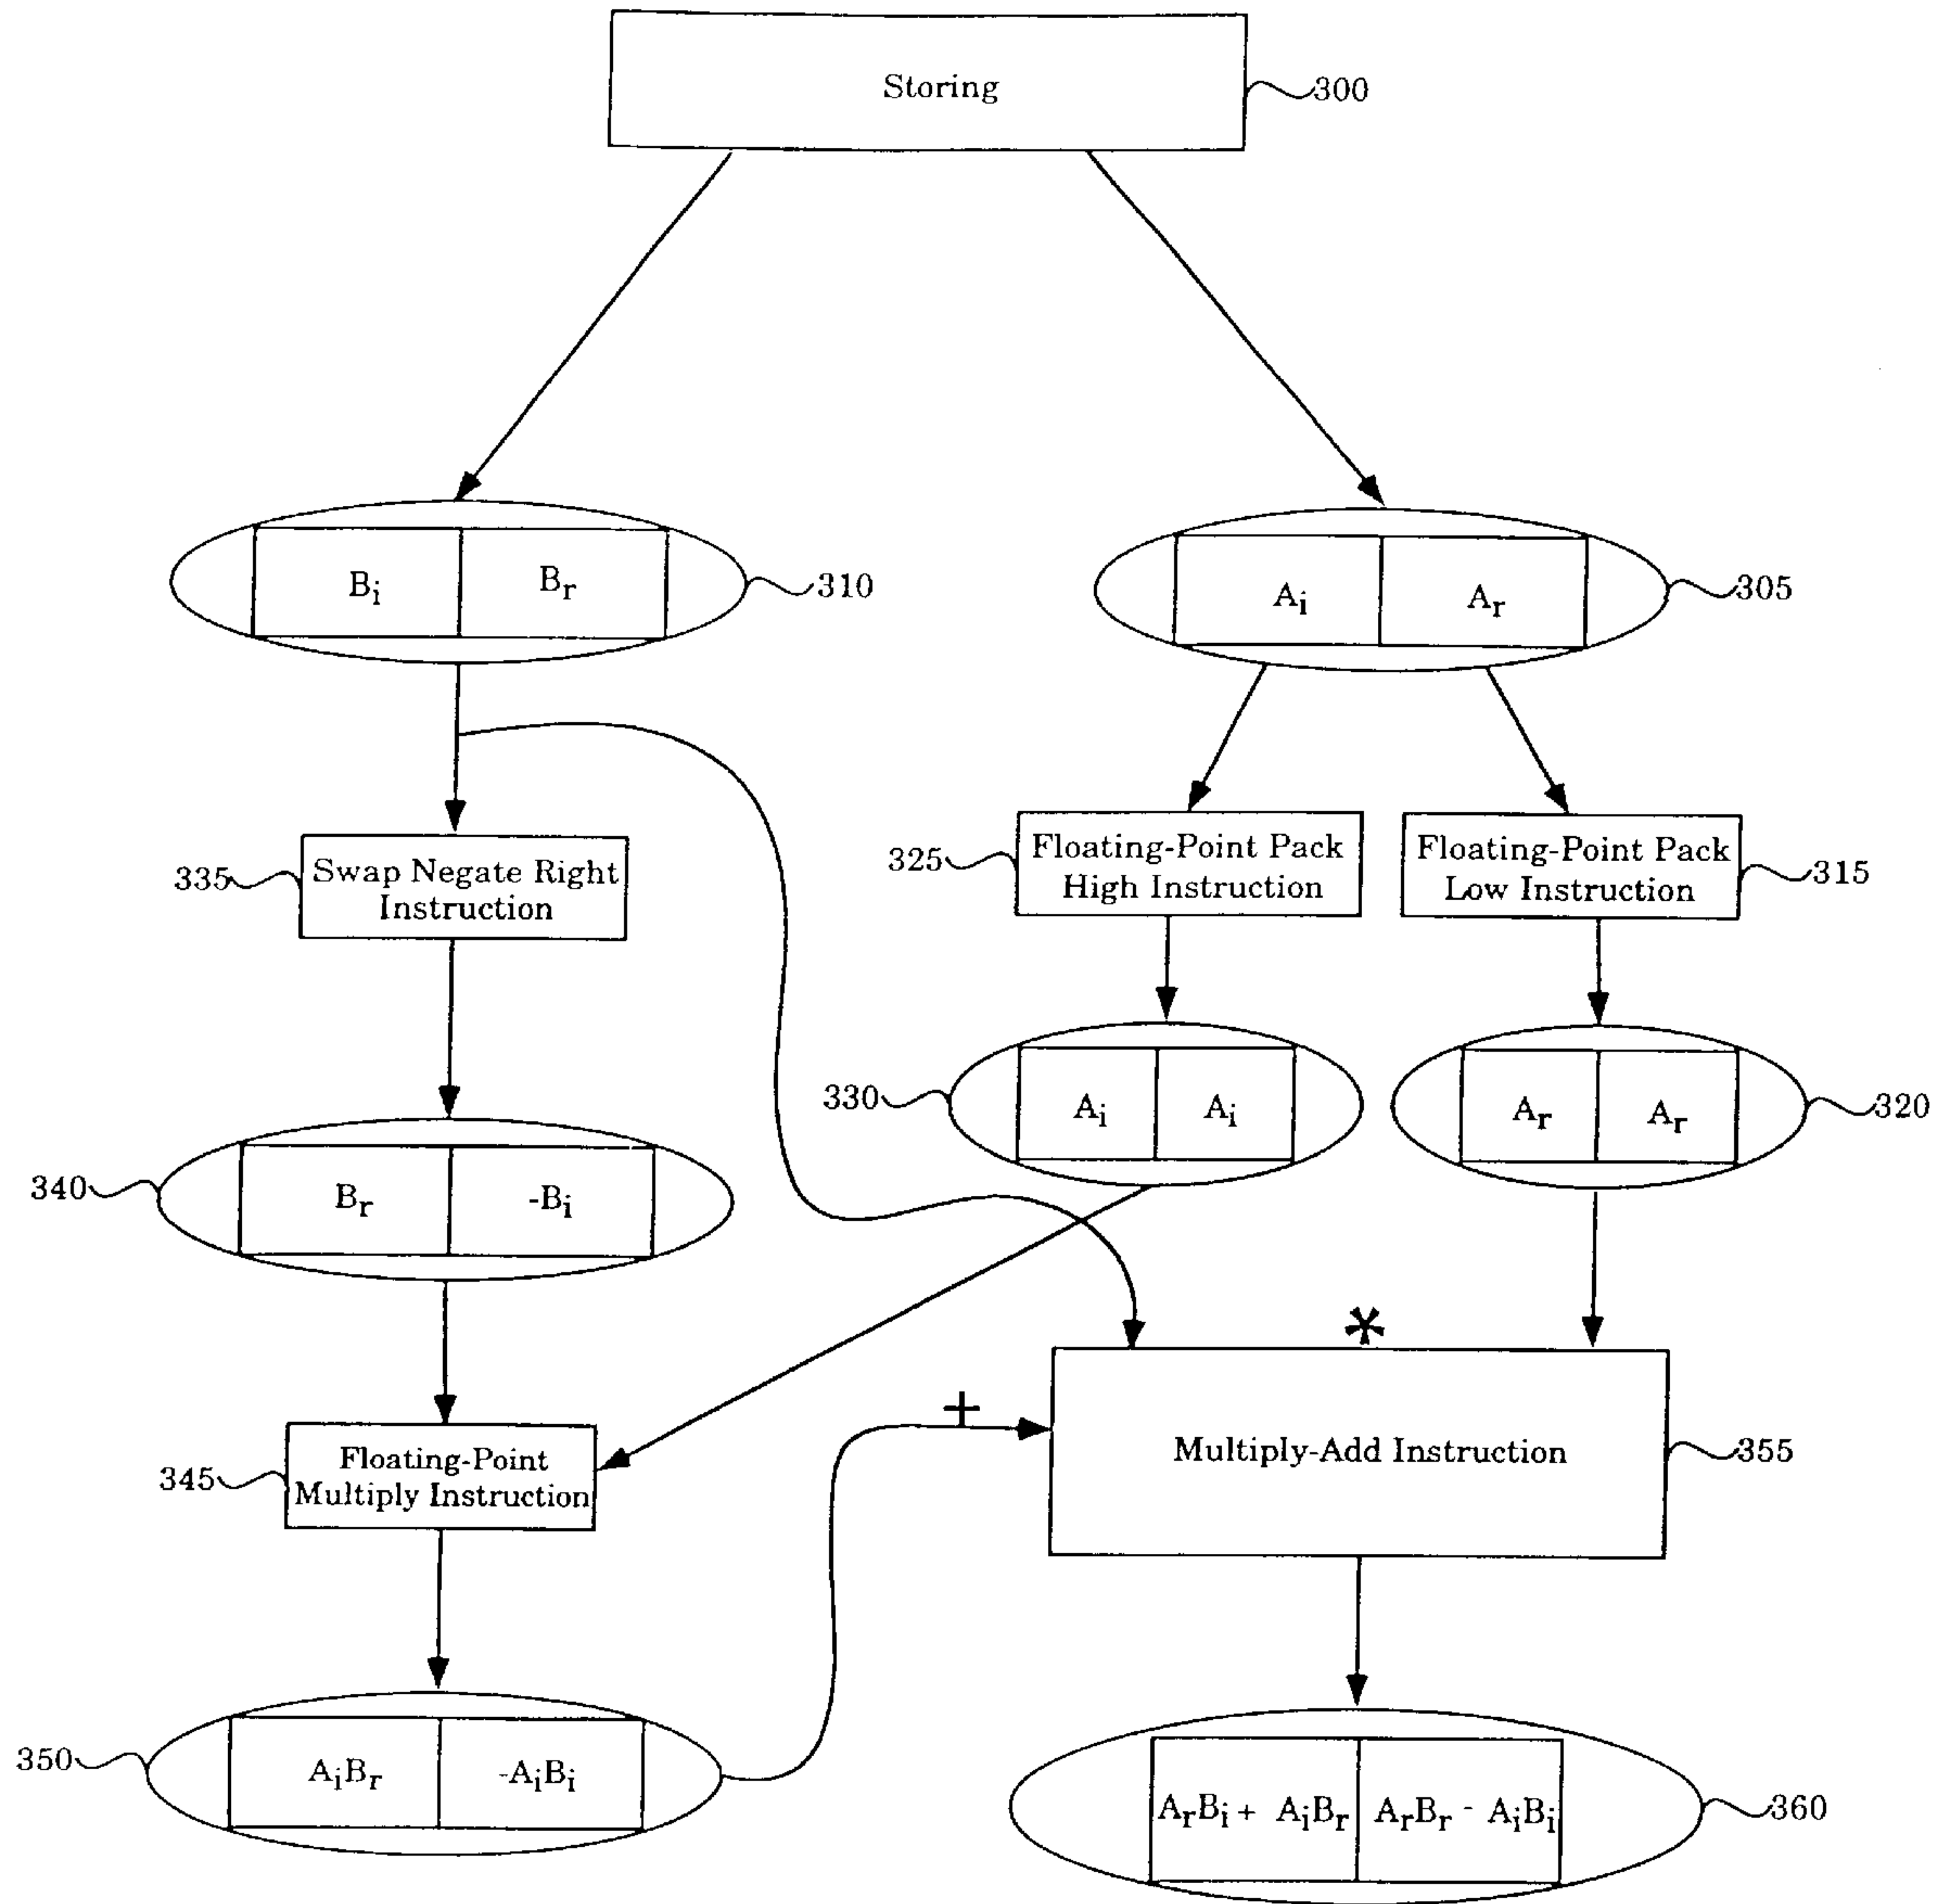 Storing
300
Bi
Br
310
Ai
Ar
305
335
Swap Negate Right
Instruction
325
Floating-Point Pack
High Instruction
Floating-Point Pack
Low Instruction
315
330
Ai
Ai
Ar
Ar
320
340
Br
-Bi
*
+
345
Floating-Point
Multiply Instruction
Multiply-Add Instruction
355
350
AiBr
-AiBi
ArBi + AiBr
ArBr - AiBi
360